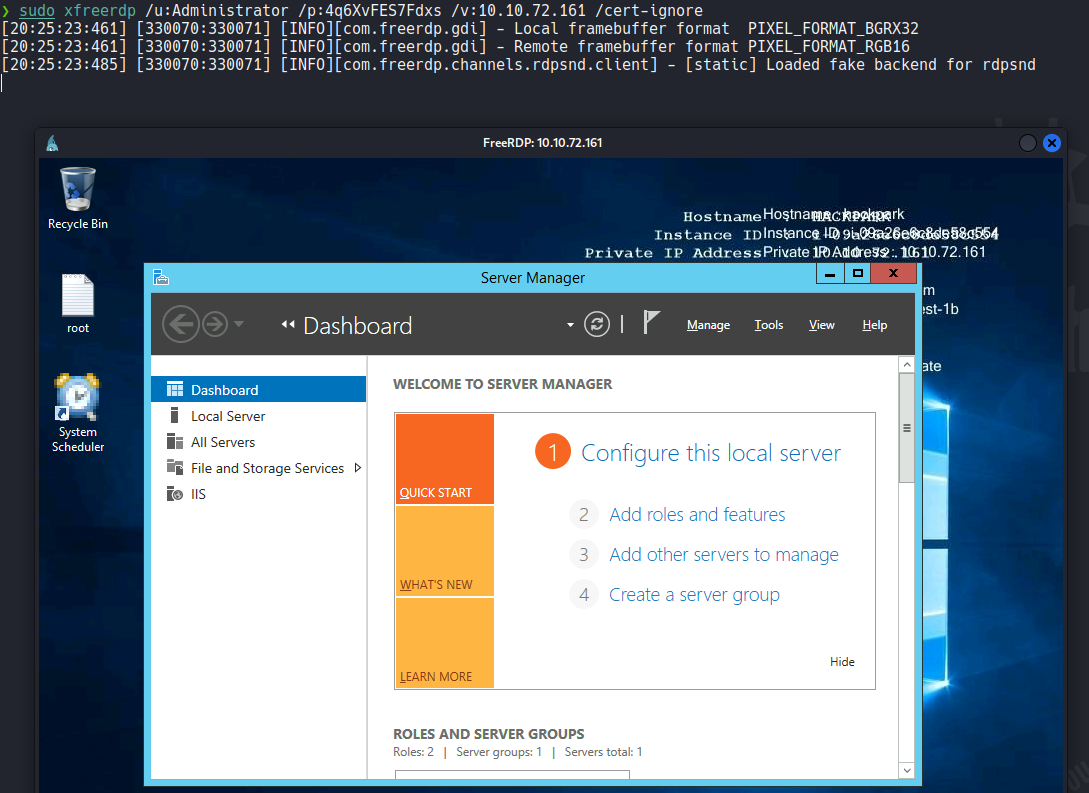 ❯ sudo xfreerdp /u:Administrator /p:4q6XvFES7Fdxs /v:10.10.72.161 /cert-ignore
[20:25:23:461] [330070:330071] [INFO][com.freerdp.gdi] - Local framebuffer format  PIXEL_FORMAT_BGRX32
[20:25:23:461] [330070:330071] [INFO][com.freerdp.gdi] - Remote framebuffer format PIXEL_FORMAT_RGB16
[20:25:23:485] [330070:330071] [INFO][com.freerdp.channels.rdpsnd.client] - [static] Loaded fake backend for rdpsnd
FreeRDP: 10.10.72.161
Recycle Bin
root
System
Scheduler
Hostname Hostname : hackpark
Instance ID Instance ID
Private IP Address Private IP Address : 10.10.72.161
m
est-1b
ate
Server Manager
Dashboard
Manage Tools View Help
Dashboard
Local Server
All Servers
File and Storage Services
IIS
WELCOME TO SERVER MANAGER
QUICK START
WHAT'S NEW
LEARN MORE
1 Configure this local server
2 Add roles and features
3 Add other servers to manage
4 Create a server group
Hide
ROLES AND SERVER GROUPS
Roles: 2 | Server groups: 1 | Servers total: 1